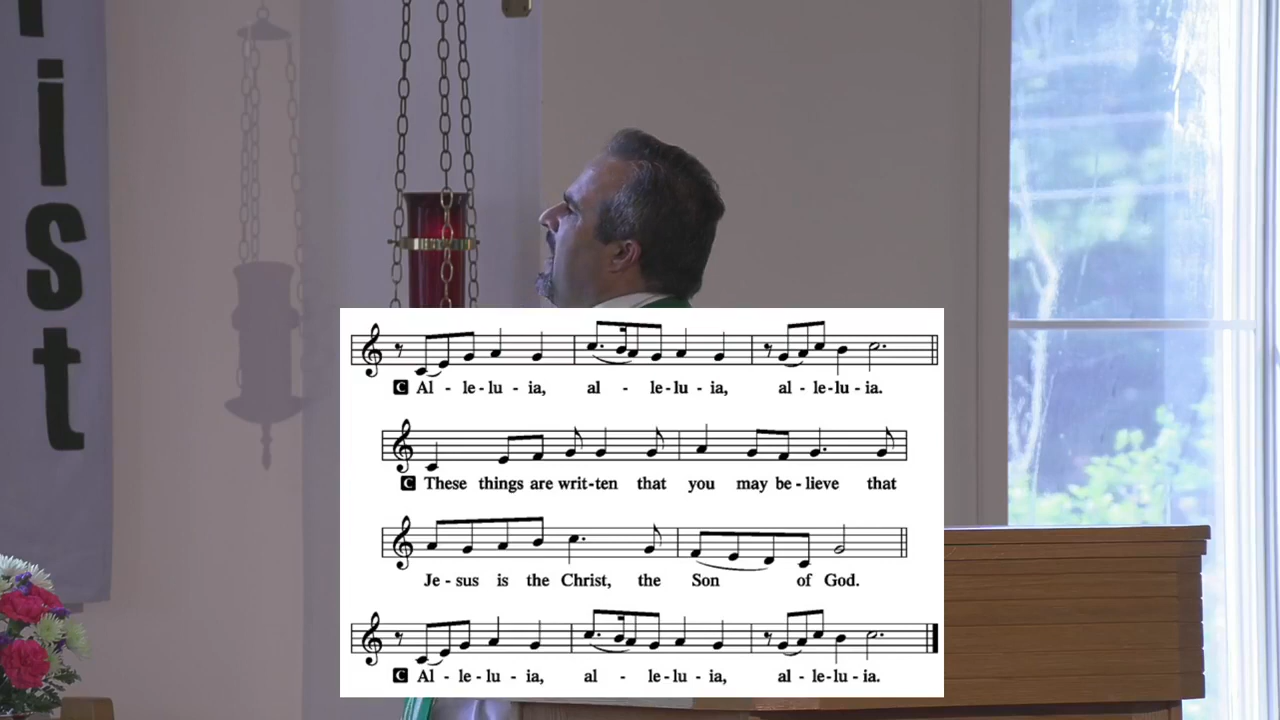 ist
C Al - le - lu - ia, al - le - lu - ia, al - le - lu - ia.
C These things are writ - ten that you may be - lieve that
Je - sus is the Christ, the Son of God.
C Al - le - lu - ia, al - le - lu - ia, al - le - lu - ia.